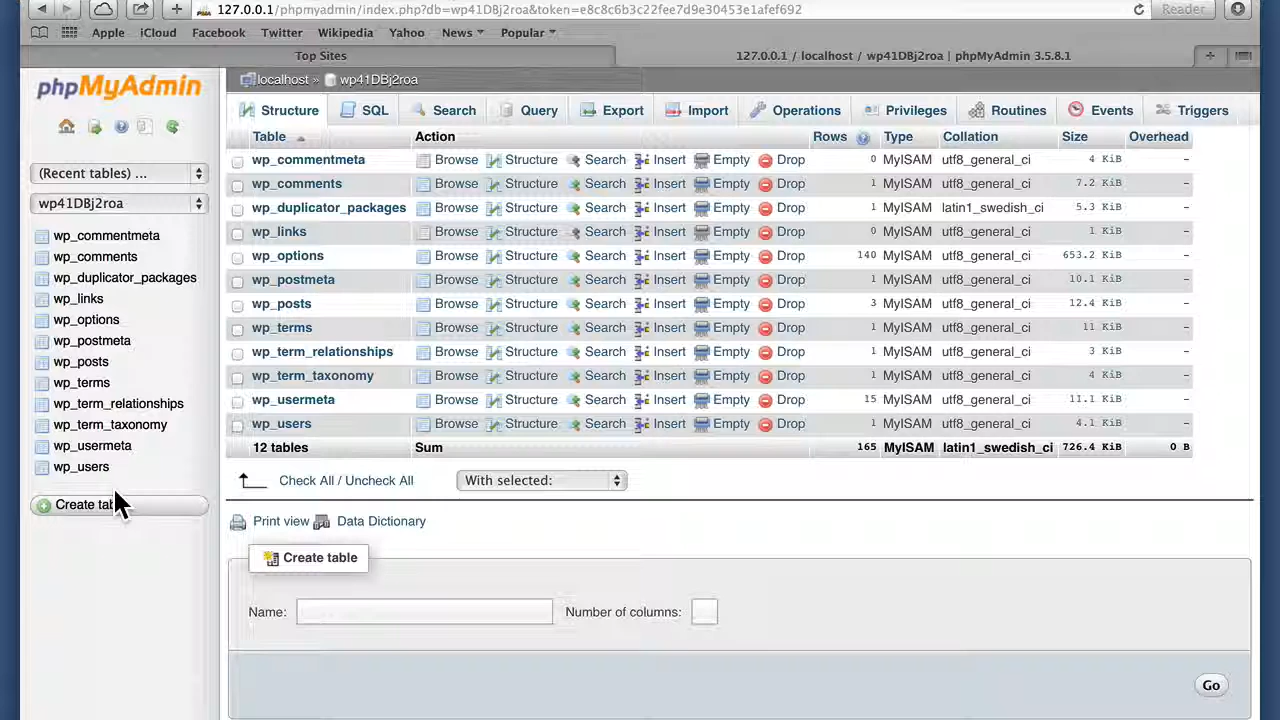 127.0.0.1/phpmyadmin/index.php?db=wp41DBj2roa&token=e8c8c6b3c22fee7d9e30453e1afef692 Reader
Apple iCloud Facebook Twitter Wikipedia Yahoo News Popular
Top Sites 127.0.0.1 / localhost / wp41DBj2roa | phpMyAdmin 3.5.8.1
phpMyAdmin
(Recent tables) ...
wp41DBj2roa
wp_commentmeta
wp_comments
wp_duplicator_packages
wp_links
wp_options
wp_postmeta
wp_posts
wp_terms
wp_term_relationships
wp_term_taxonomy
wp_usermeta
wp_users
Create tab
localhost » wp41DBj2roa
Structure SQL Search Query Export Import Operations Privileges Routines Events Triggers
Table Action Rows Type Collation Size Overhead
wp_commentmeta Browse Structure Search Insert Empty Drop 0 MyISAM utf8_general_ci 4 KiB -
wp_comments Browse Structure Search Insert Empty Drop 1 MyISAM utf8_general_ci 7.2 KiB -
wp_duplicator_packages Browse Structure Search Insert Empty Drop 1 MyISAM latin1_swedish_ci 5.3 KiB -
wp_links Browse Structure Search Insert Empty Drop 0 MyISAM utf8_general_ci 1 KiB -
wp_options Browse Structure Search Insert Empty Drop 140 MyISAM utf8_general_ci 653.2 KiB -
wp_postmeta Browse Structure Search Insert Empty Drop 1 MyISAM utf8_general_ci 10.1 KiB -
wp_posts Browse Structure Search Insert Empty Drop 3 MyISAM utf8_general_ci 12.4 KiB -
wp_terms Browse Structure Search Insert Empty Drop 1 MyISAM utf8_general_ci 11 KiB -
wp_term_relationships Browse Structure Search Insert Empty Drop 1 MyISAM utf8_general_ci 3 KiB -
wp_term_taxonomy Browse Structure Search Insert Empty Drop 1 MyISAM utf8_general_ci 4 KiB -
wp_usermeta Browse Structure Search Insert Empty Drop 15 MyISAM utf8_general_ci 11.1 KiB -
wp_users Browse Structure Search Insert Empty Drop 1 MyISAM utf8_general_ci 4.1 KiB -
12 tables Sum 165 MyISAM latin1_swedish_ci 726.4 KiB 0 B
Check All / Uncheck All With selected:
Print view Data Dictionary
Create table
Name: Number of columns:
Go